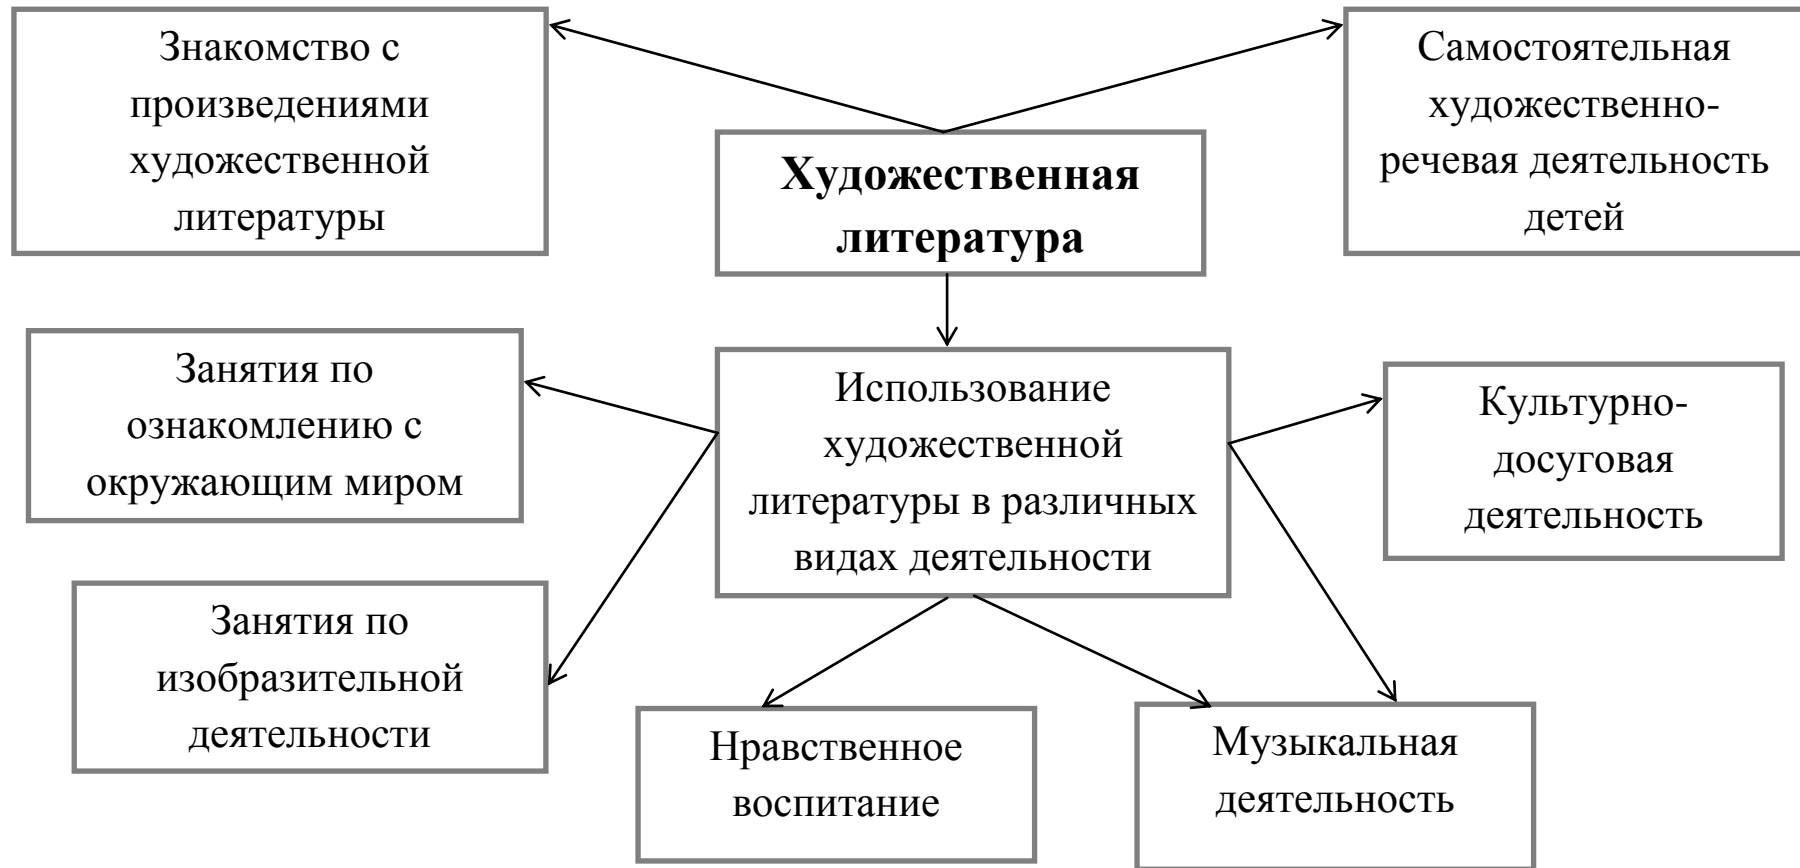 Знакомство с
произведениями
художественной
литературы
Самостоятельная
художественно-
речевая деятельность
детей
Художественная
литература
Занятия по
ознакомлению с
окружающим миром
Использование
художественной
литературы в различных
видах деятельности
Культурно-
досуговая
деятельность
Занятия по
изобразительной
деятельности
Нравственное
воспитание
Музыкальная
деятельность